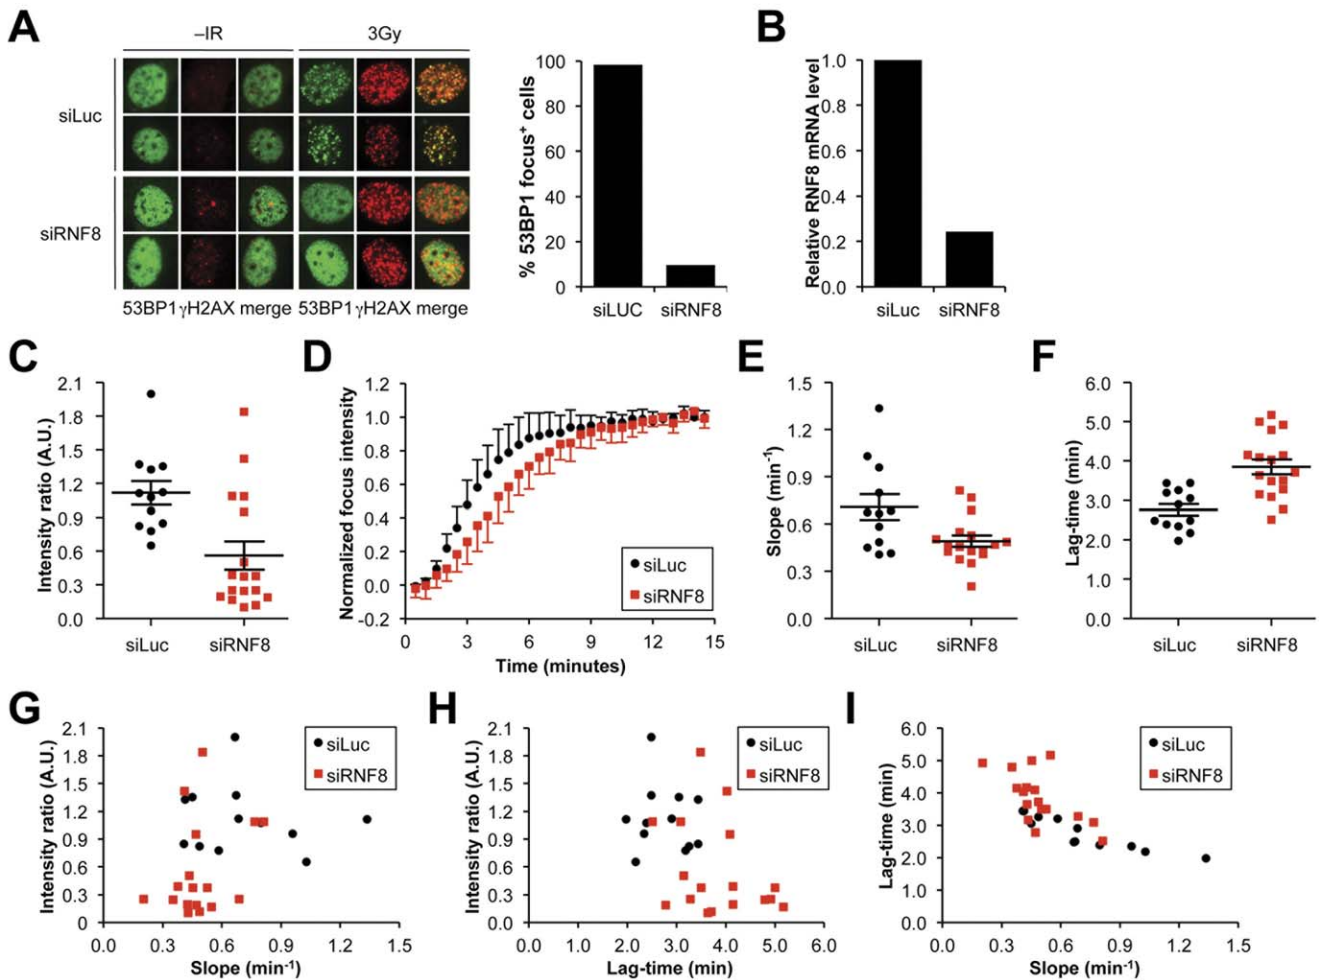 A
–IR
3Gy
siLuc
siRNF8
53BP1 γH2AX merge 53BP1 γH2AX merge
% 53BP1 focus⁺ cells
100
80
60
40
20
0
siLUC siRNF8
B
Relative RNF8 mRNA level
1.0
0.8
0.6
0.4
0.2
0.0
siLuc siRNF8
C
Intensity ratio (A.U.)
2.1
1.8
1.5
1.2
0.9
0.6
0.3
0.0
siLuc siRNF8
D
Normalized focus intensity
1.2
1.0
0.8
0.6
0.4
0.2
0.0
-0.2
0 3 6 9 12 15
Time (minutes)
siLuc
siRNF8
E
Slope (min⁻¹)
1.5
1.2
0.9
0.6
0.3
0.0
siLuc siRNF8
F
Lag-time (min)
6.0
5.0
4.0
3.0
2.0
1.0
0.0
siLuc siRNF8
G
Intensity ratio (A.U.)
2.1
1.8
1.5
1.2
0.9
0.6
0.3
0
0.0 0.3 0.6 0.9 1.2 1.5
Slope (min⁻¹)
siLuc
siRNF8
H
Intensity ratio (A.U.)
2.1
1.8
1.5
1.2
0.9
0.6
0.3
0
0.0 1.0 2.0 3.0 4.0 5.0 6.0
Lag-time (min)
siLuc
siRNF8
I
Lag-time (min)
6.0
5.0
4.0
3.0
2.0
1.0
0.0
0.0 0.3 0.6 0.9 1.2 1.5
Slope (min⁻¹)
siLuc
siRNF8